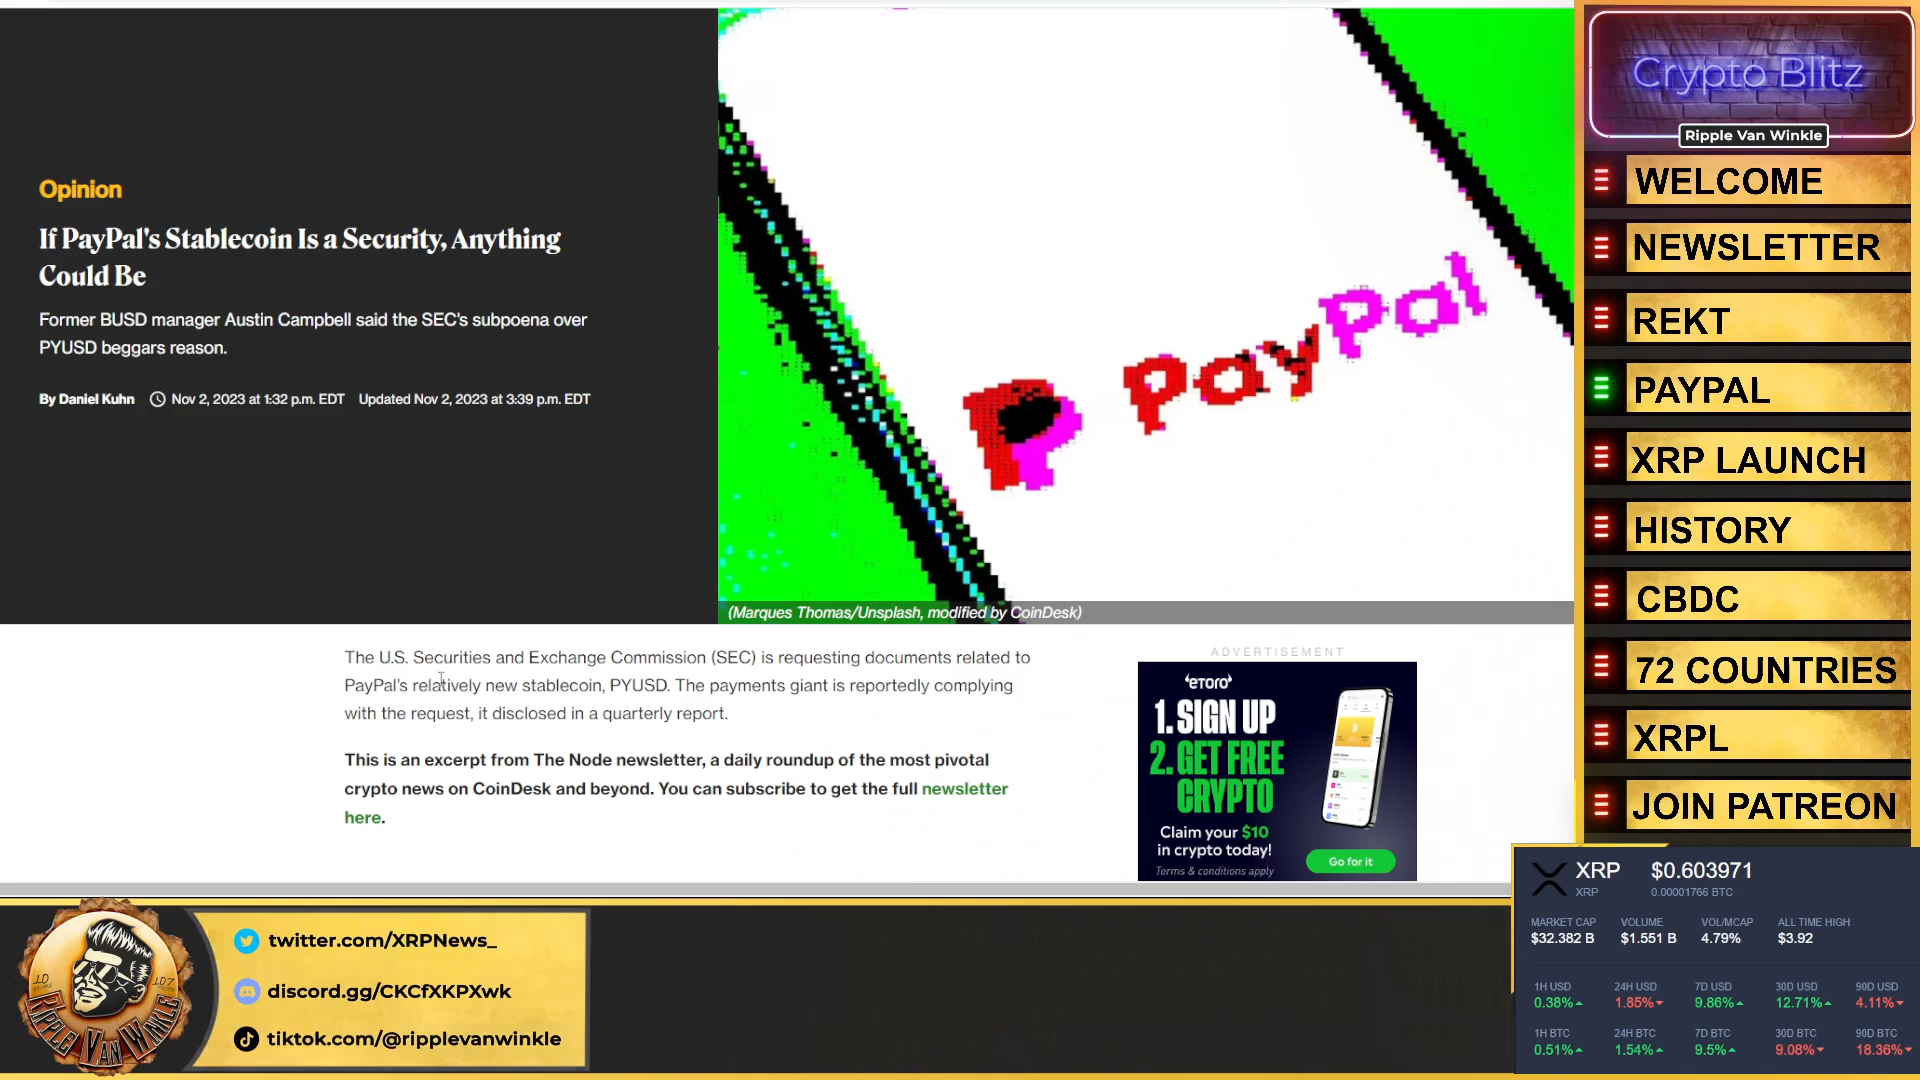 Opinion
If PayPal's Stablecoin Is a Security, Anything
Could Be
Former BUSD manager Austin Campbell said the SEC's subpoena over
PYUSD beggars reason.
By Daniel Kuhn Nov 2, 2023 at 1:32 p.m. EDT Updated Nov 2, 2023 at 3:39 p.m. EDT
P PayPal
(Marques Thomas/Unsplash, modified by CoinDesk)
The U.S. Securities and Exchange Commission (SEC) is requesting documents related to
PayPal's relatively new stablecoin, PYUSD. The payments giant is reportedly complying
with the request, it disclosed in a quarterly report.
This is an excerpt from The Node newsletter, a daily roundup of the most pivotal
crypto news on CoinDesk and beyond. You can subscribe to get the full newsletter
here.
ADVERTISEMENT
eToro
1. SIGN UP
2. GET FREE
CRYPTO
Claim your $10
in crypto today!
Terms & conditions apply
Go for it
Crypto Blitz
Ripple Van Winkle
WELCOME
NEWSLETTER
REKT
PAYPAL
XRP LAUNCH
HISTORY
CBDC
72 COUNTRIES
XRPL
JOIN PATREON
XRP $0.603971
XRP 0.00001766 BTC
MARKET CAP VOLUME VOL/MCAP ALL TIME HIGH
$32.382 B $1.551 B 4.79% $3.92
1H USD 24H USD 7D USD 30D USD 90D USD
0.38% 1.85% 9.86% 12.71% 4.11%
1H BTC 24H BTC 7D BTC 30D BTC 90D BTC
0.51% 1.54% 9.5% 9.08% 18.36%
10
107
RIPPLE VAN WINKLE
twitter.com/XRPNews_
discord.gg/CKCfXKPXwk
tiktok.com/@ripplevanwinkle